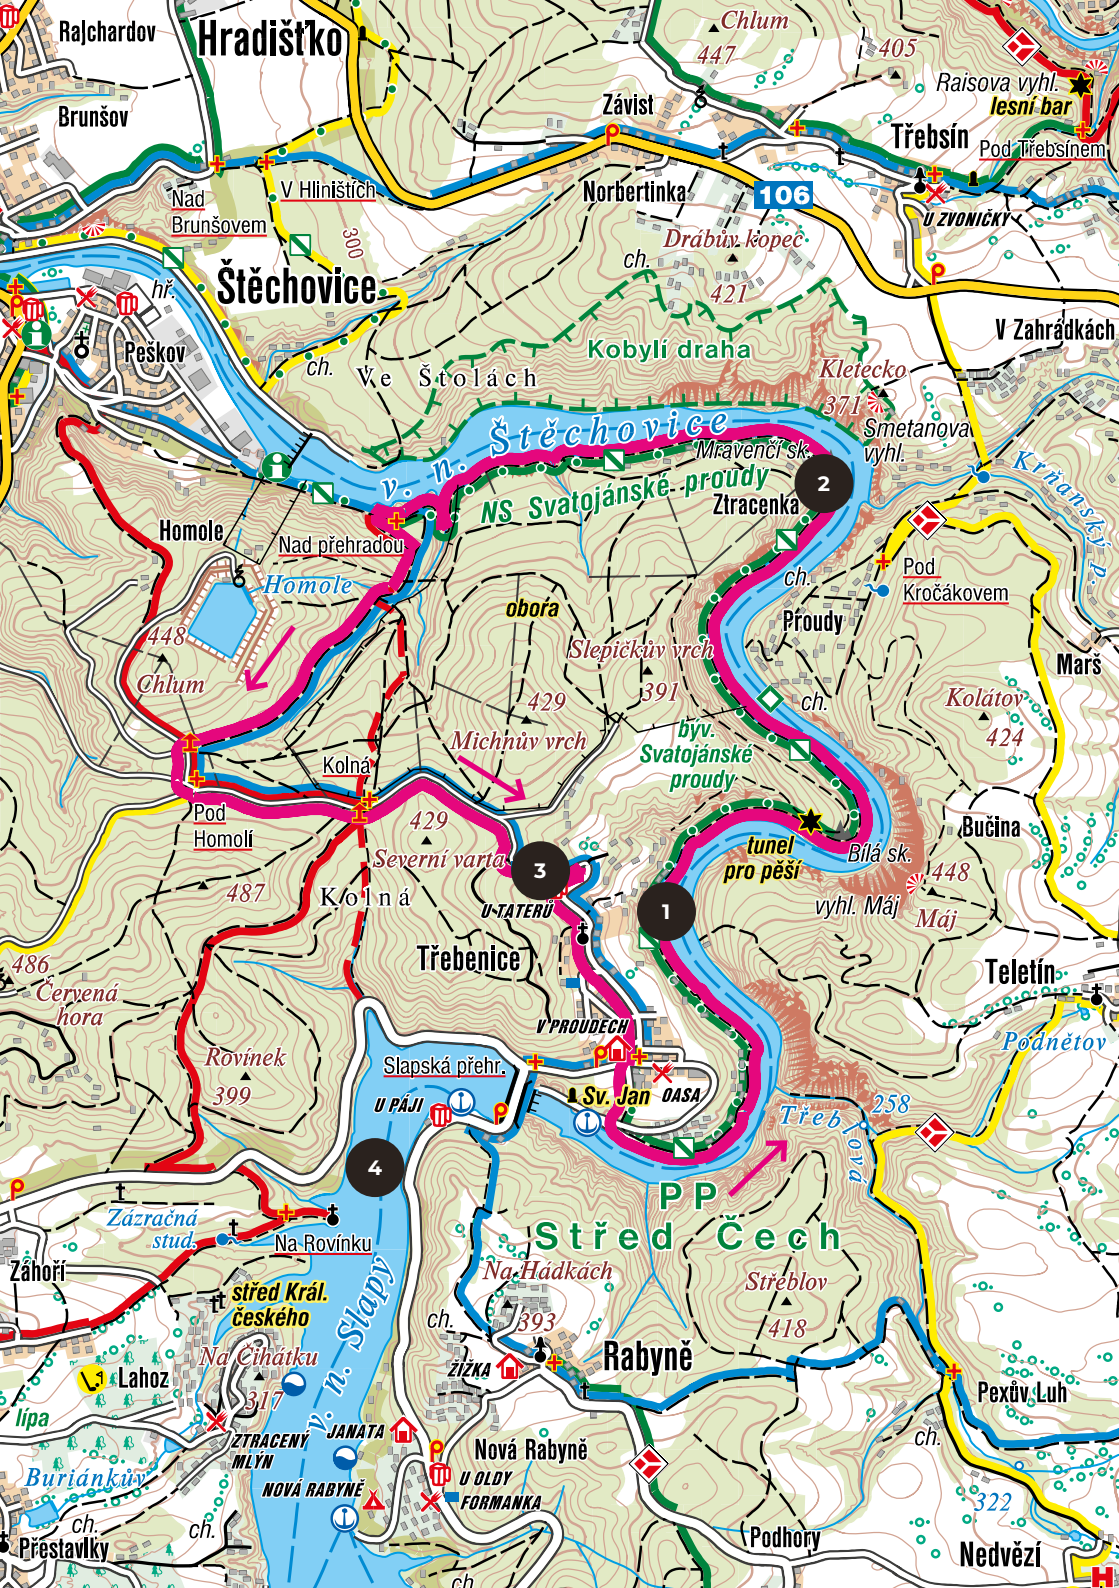 Rajchardov
Hradišťko
Chlum
447
405
Raisova vyhl.
lesní bar
Brunšov
Závist
Třebsín
Pod Třebsínem
Nad
Brunšovem
V Hliništích
Norbertinka
106
U ZVONIČKY
300
Drábův kopec
ch.
421
hř.
Štěchovice
V Zahrádkách
Peškov
ch.
Ve Štolách
Kobylí draha
Kletecko
371
Smetanova
vyhl.
v. n. Štěchovice
Mravenčí sk.
Krňanský p.
NS Svatojánské proudy
Ztracenka
2
Homole
Nad přehradou
Homole
ch.
Pod
Kročákovem
obora
Proudy
448
Chlum
Slepičkův vrch
391
Marš
429
Michnův vrch
ch.
Kolátov
424
býv.
Svatojánské
proudy
Kolná
Pod
Homolí
429
Severní varta
tunel
pro pěší
Bílá sk.
Bučina
448
Máj
vyhl. Máj
487
Kolná
3
U TATERŮ
1
Třebenice
486
Červená
hora
Teletín
Podnětov
V PROUDECH
Rovínek
399
Slapská přehr.
U PÁJI
Sv. Jan
OASA
Třeblová
258
4
PP
Střed Čech
Zázračná
stud.
Na Rovínku
Záhoří
střed Král.
českého
Na Hádkách
393
Střeblov
418
v. n. Slapy
ch.
Na Čihátku
317
Rabyně
ŽIŽKA
Lahoz
lípa
Pexův Luh
ch.
ZTRACENÝ
MLÝN
JANATA
Nová Rabyně
U OLDY
FORMANKA
Buriánkův
NOVÁ RABYNĚ
322
ch.
ch.
Přestavlky
Podhory
Nedvězí
ch.
H